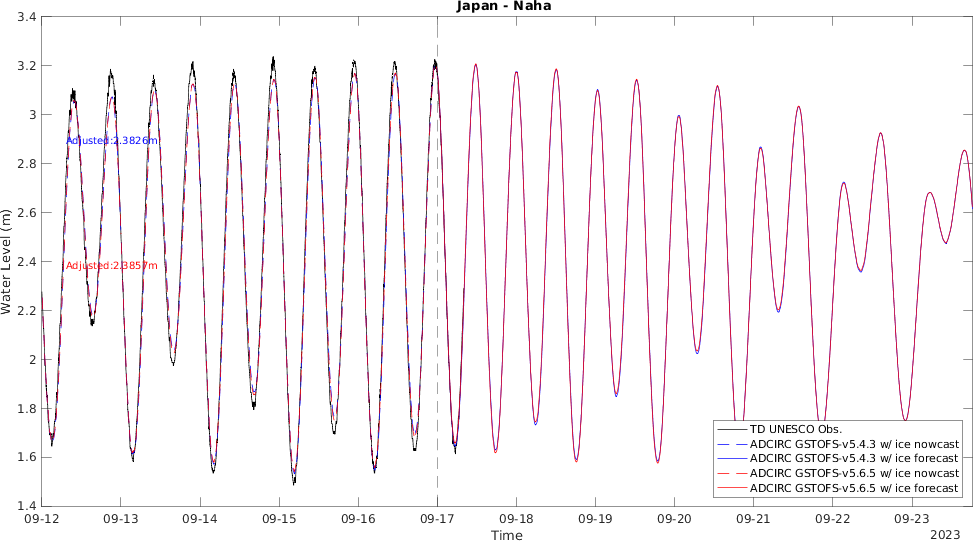 Japan - Naha
3.4
3.2
3
2.8
2.6
2.4
2.2
2
1.8
1.6
1.4
Water Level (m)
Adjusted:2.3826m
Adjusted:2.3857m
TD UNESCO Obs.
ADCIRC GSTOFS-v5.4.3 w/ ice nowcast
ADCIRC GSTOFS-v5.4.3 w/ ice forecast
ADCIRC GSTOFS-v5.6.5 w/ ice nowcast
ADCIRC GSTOFS-v5.6.5 w/ ice forecast
09-12 09-13 09-14 09-15 09-16 09-17 09-18 09-19 09-20 09-21 09-22 09-23
Time
2023